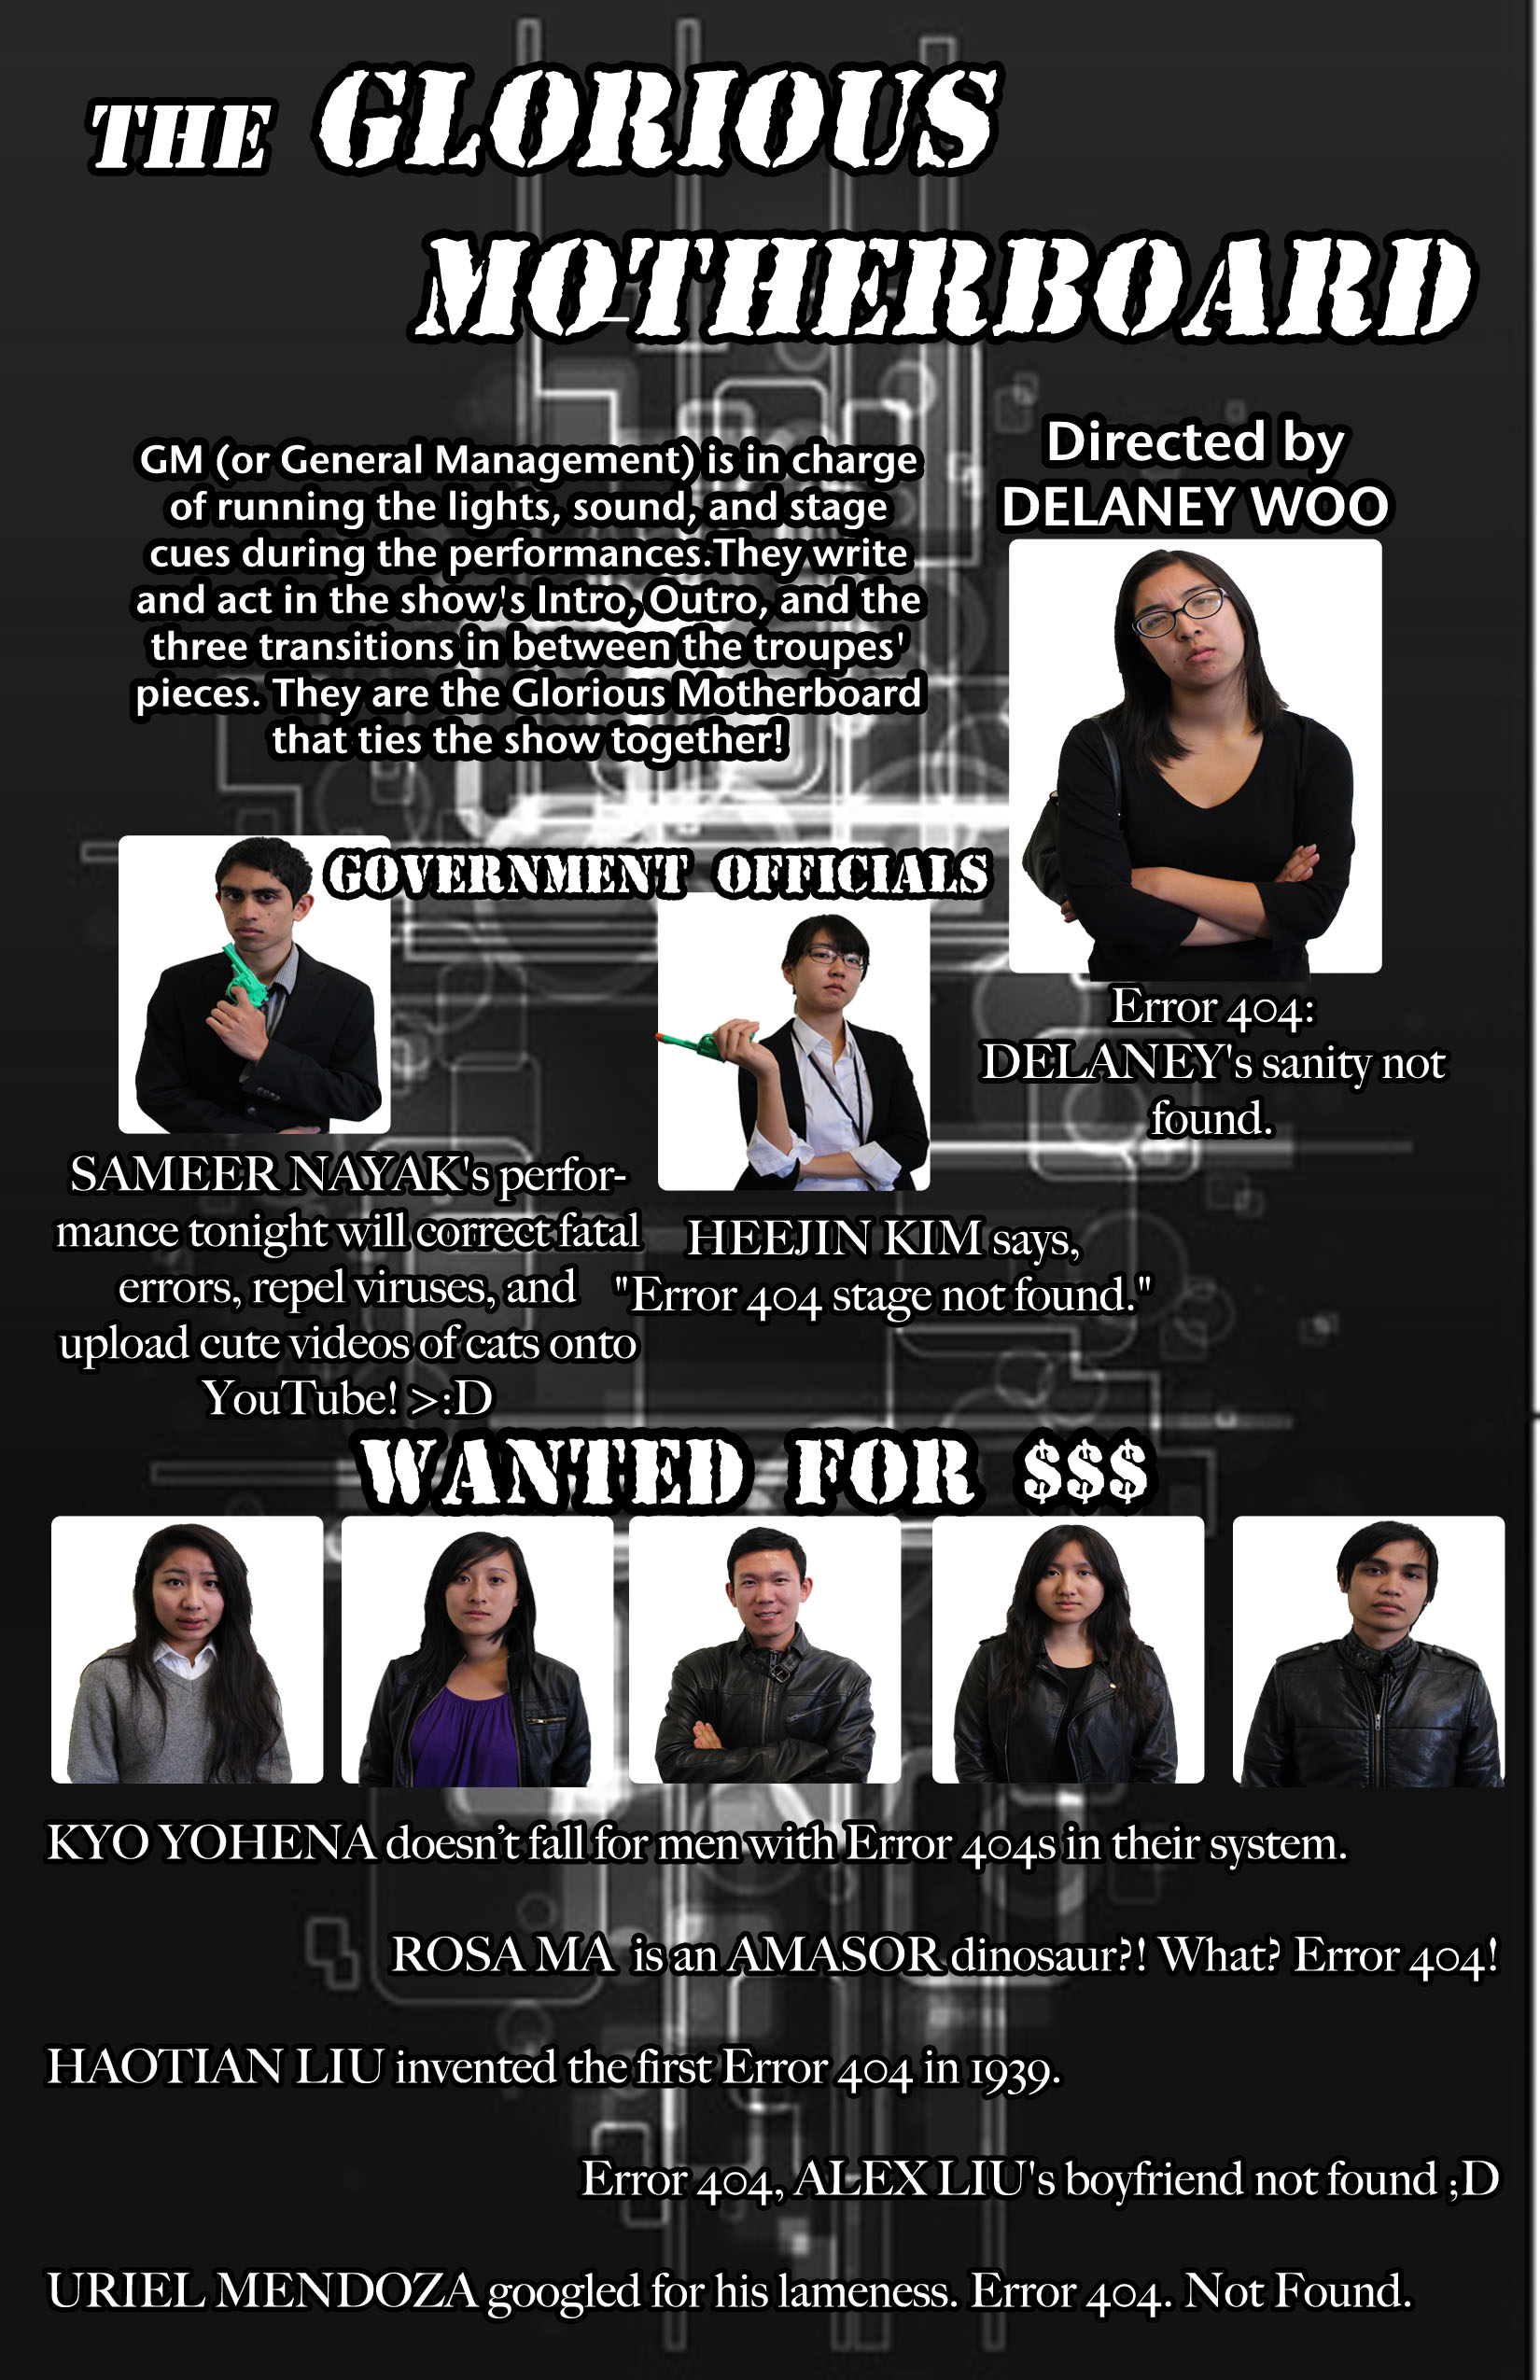 THE GLORIOUS
MOTHERBOARD
GM (or General Management) is in charge
of running the lights, sound, and stage
cues during the performances.They write
and act in the show's Intro, Outro, and the
three transitions in between the troupes'
pieces. They are the Glorious Motherboard
that ties the show together!
Directed by
DELANEY WOO
Error 404:
DELANEY's sanity not
found.
GOVERNMENT OFFICIALS
SAMEER NAYAK's perfor-
mance tonight will correct fatal
errors, repel viruses, and
upload cute videos of cats onto
YouTube! >:D
HEEJIN KIM says,
"Error 404 stage not found."
WANTED FOR $$$
KYO YOHENA doesn’t fall for men with Error 404s in their system.
ROSA MA is an AMASOR dinosaur?! What? Error 404!
HAOTIAN LIU invented the first Error 404 in 1939.
Error 404, ALEX LIU's boyfriend not found ;D
URIEL MENDOZA googled for his lameness. Error 404. Not Found.